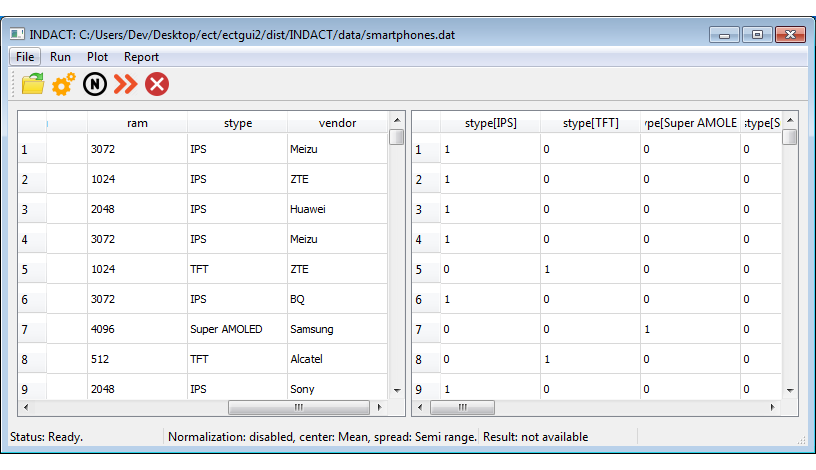 INDACT: C:/Users/Dev/Desktop/ect/ectgui2/dist/INDACT/data/smartphones.dat
File Run Plot Report
N
ram stype vendor stype[IPS] stype[TFT] ype[Super AMOLE stype[S
1 3072 IPS Meizu 1 1 0 0 0
2 1024 IPS ZTE 2 1 0 0 0
3 2048 IPS Huawei 3 1 0 0 0
4 3072 IPS Meizu 4 1 0 0 0
5 1024 TFT ZTE 5 0 1 0 0
6 3072 IPS BQ 6 1 0 0 0
7 4096 Super AMOLED Samsung 7 0 0 1 0
8 512 TFT Alcatel 8 0 1 0 0
9 2048 IPS Sony 9 1 0 0 0
Status: Ready. Normalization: disabled, center: Mean, spread: Semi range. Result: not available